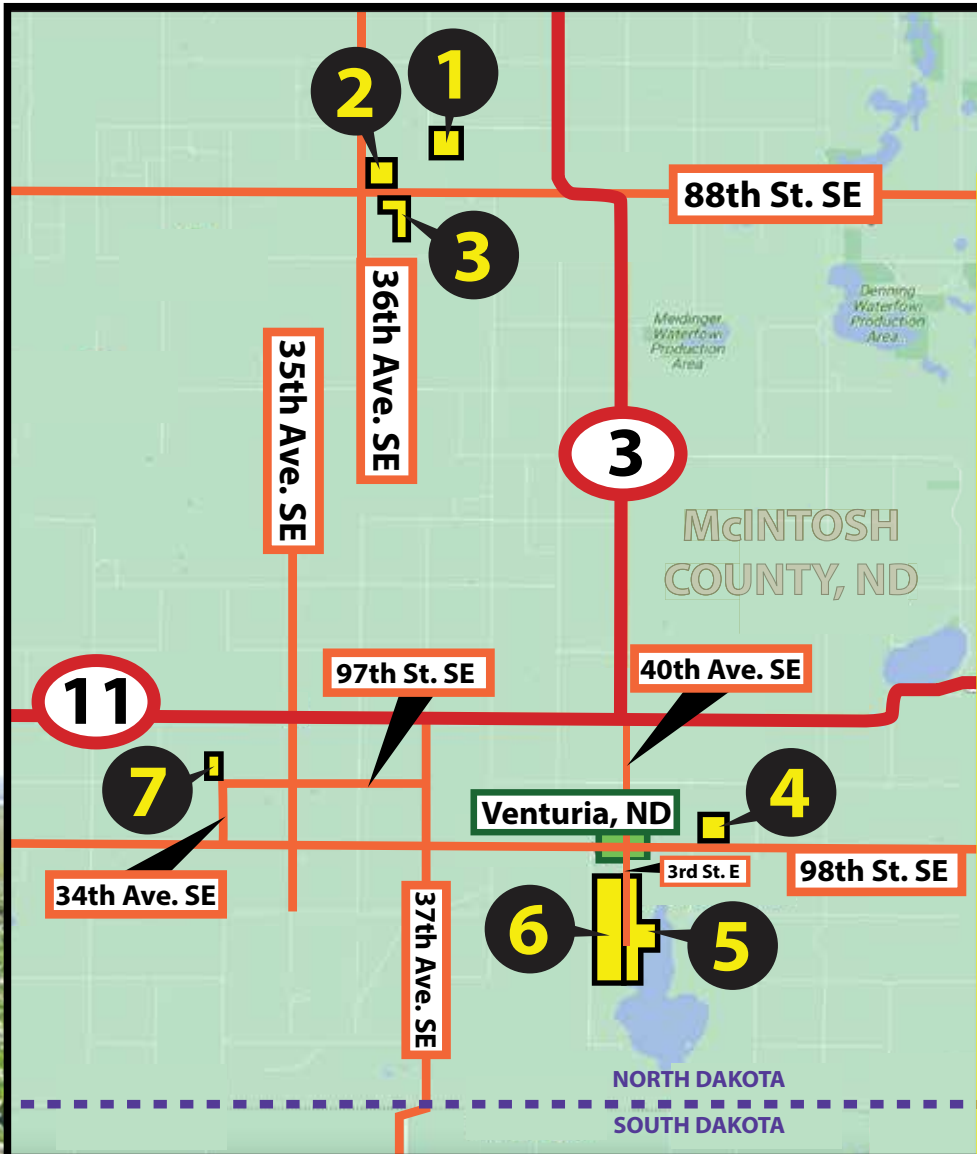 1
2
88th St. SE
3
36th Ave. SE
35th Ave. SE
Meidinger
Waterfowl
Production
Area
Denning
Waterfowl
Production
Area
3
McINTOSH
COUNTY, ND
97th St. SE
40th Ave. SE
11
7
4
Venturia, ND
34th Ave. SE
3rd St. E
98th St. SE
37th Ave. SE
6
5
NORTH DAKOTA
SOUTH DAKOTA